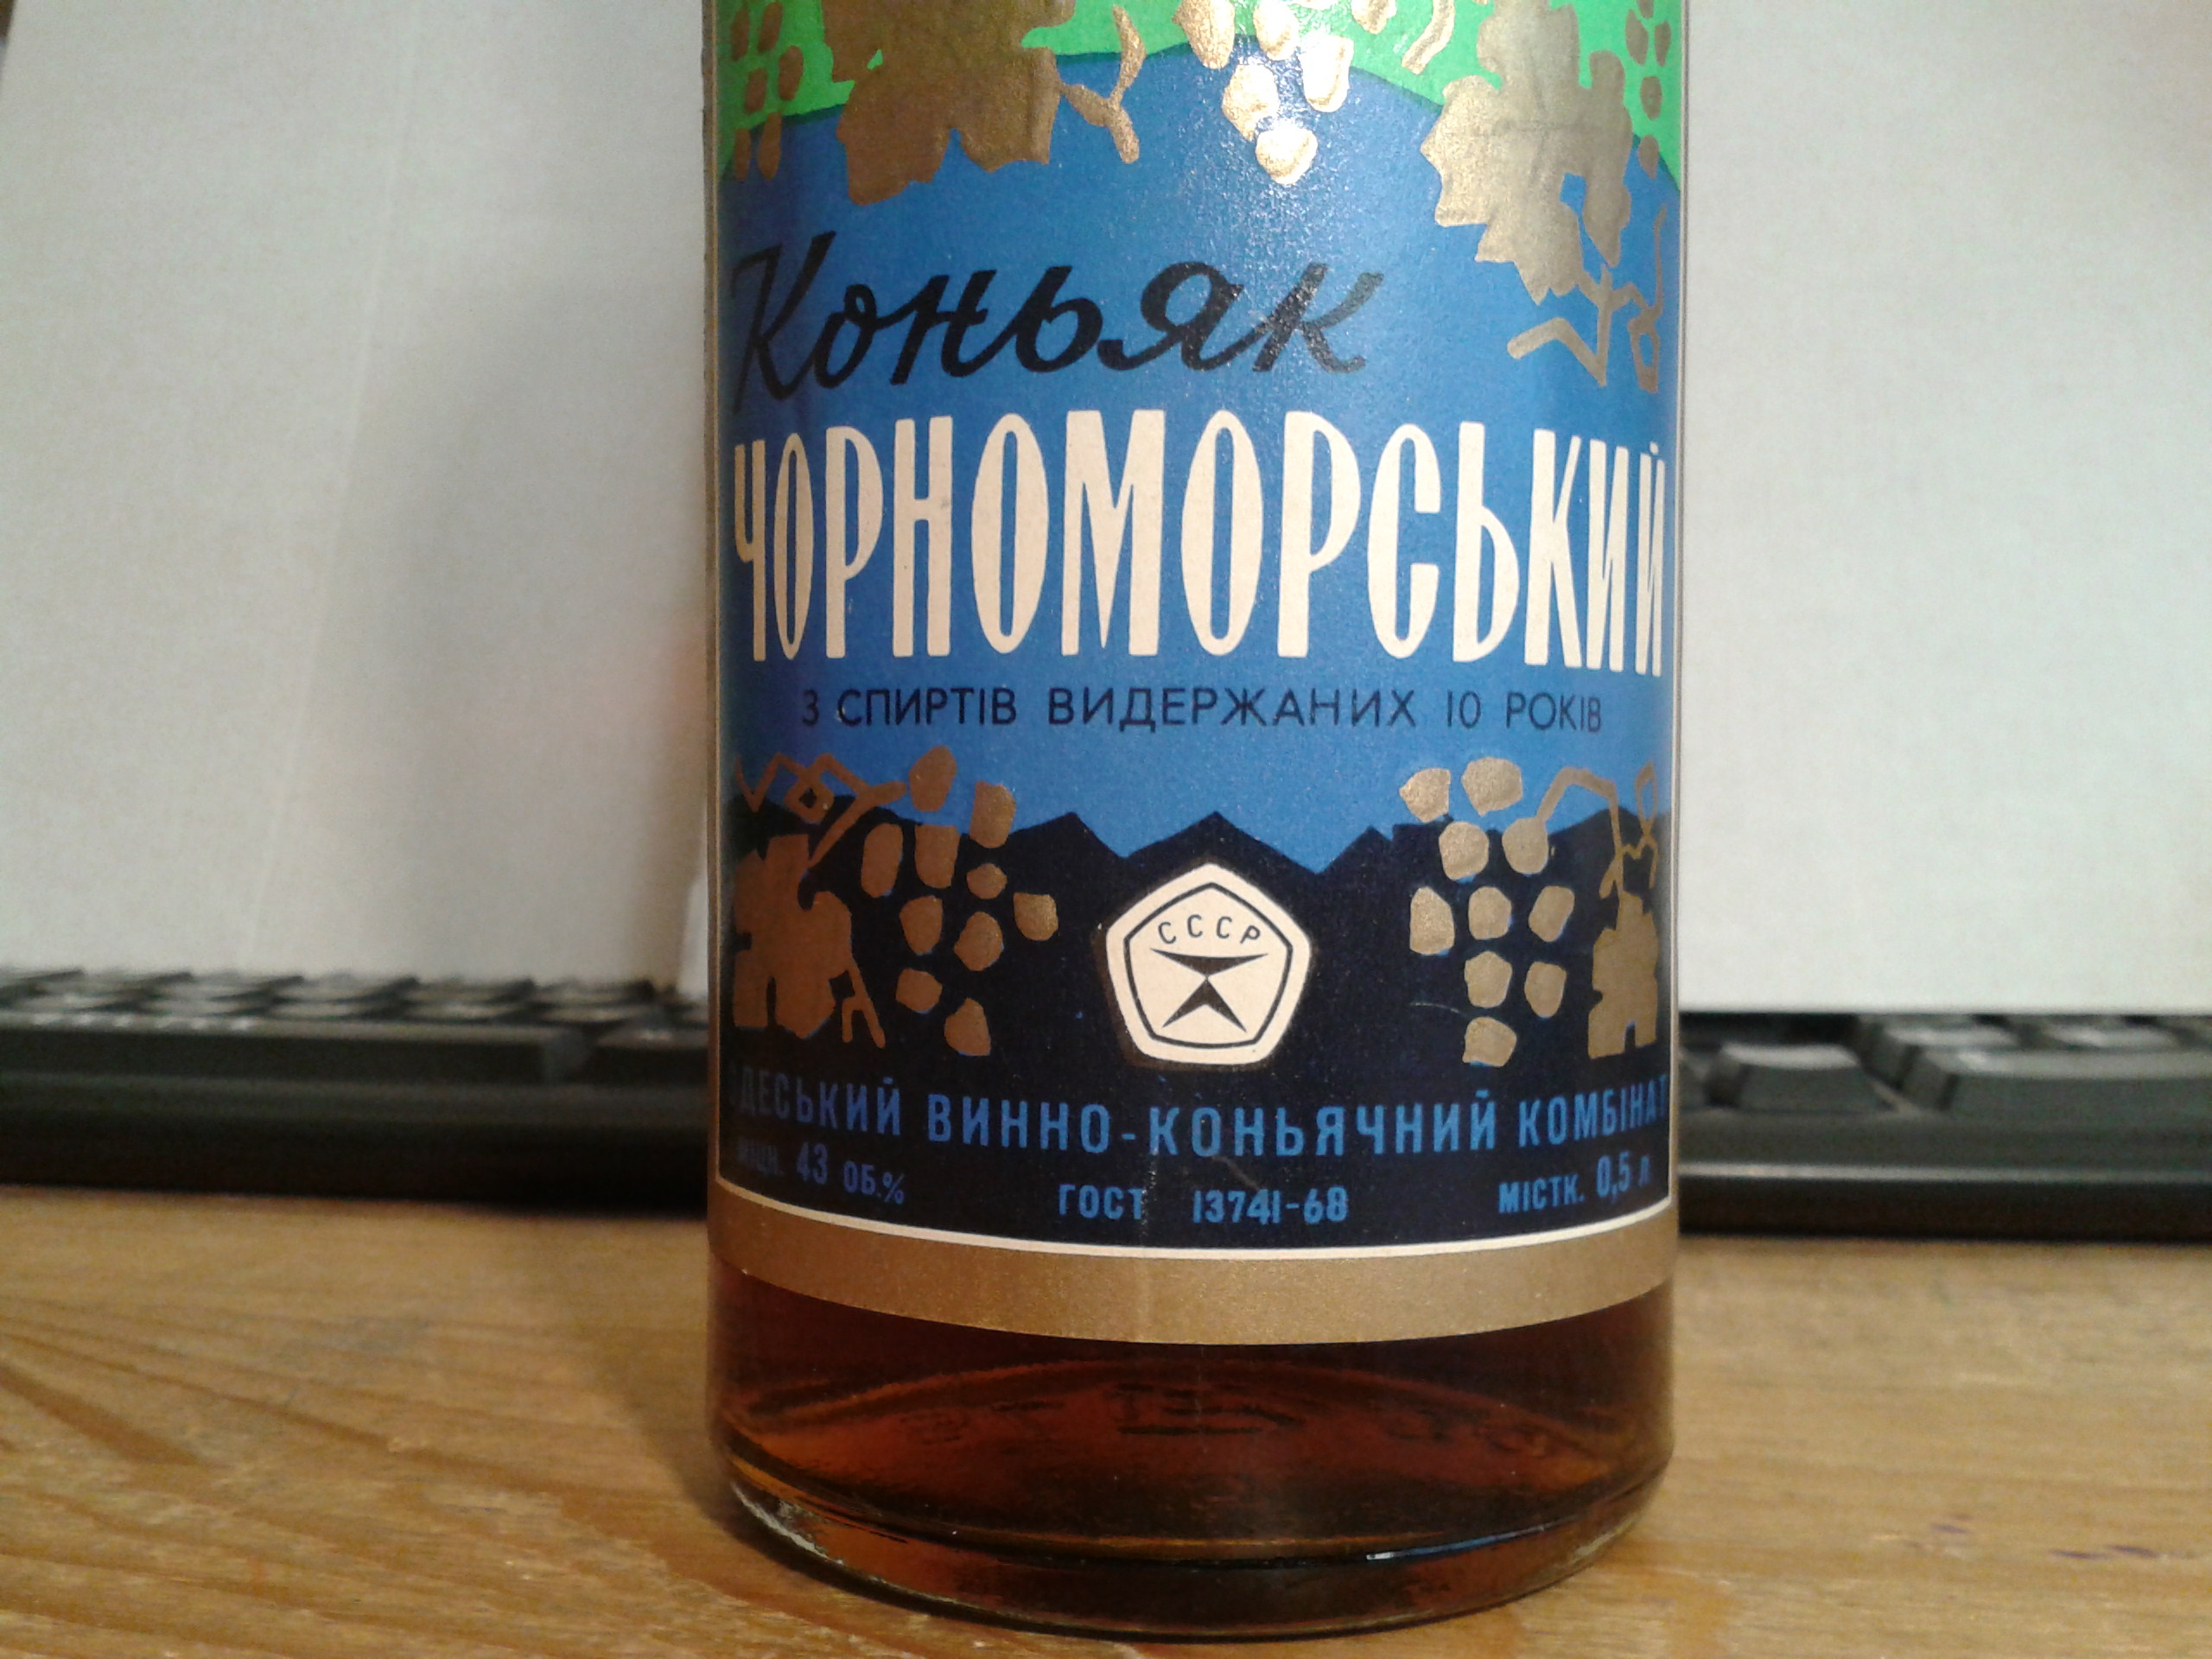 Коньяк
ЧОРНОМОРСЬКИЙ
З СПИРТІВ ВИДЕРЖАНИХ 10 РОКІВ
СССР
ОДЕСЬКИЙ ВИННО-КОНЬЯЧНИЙ КОМБІНАТ
МІЦН. 43 ОБ.% ГОСТ 13741-68 МІСТК. 0,5 Л.